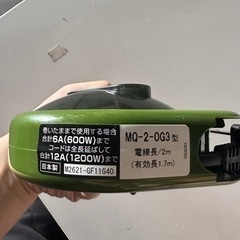 巻いたままで使用する場合
合計6A(600W)まで
コードは全長延ばして
合計12A(1200W)まで
日本製 M2621-GF11G40
MQ-2-OG3型
電線長/2m
(有効長1.7m)